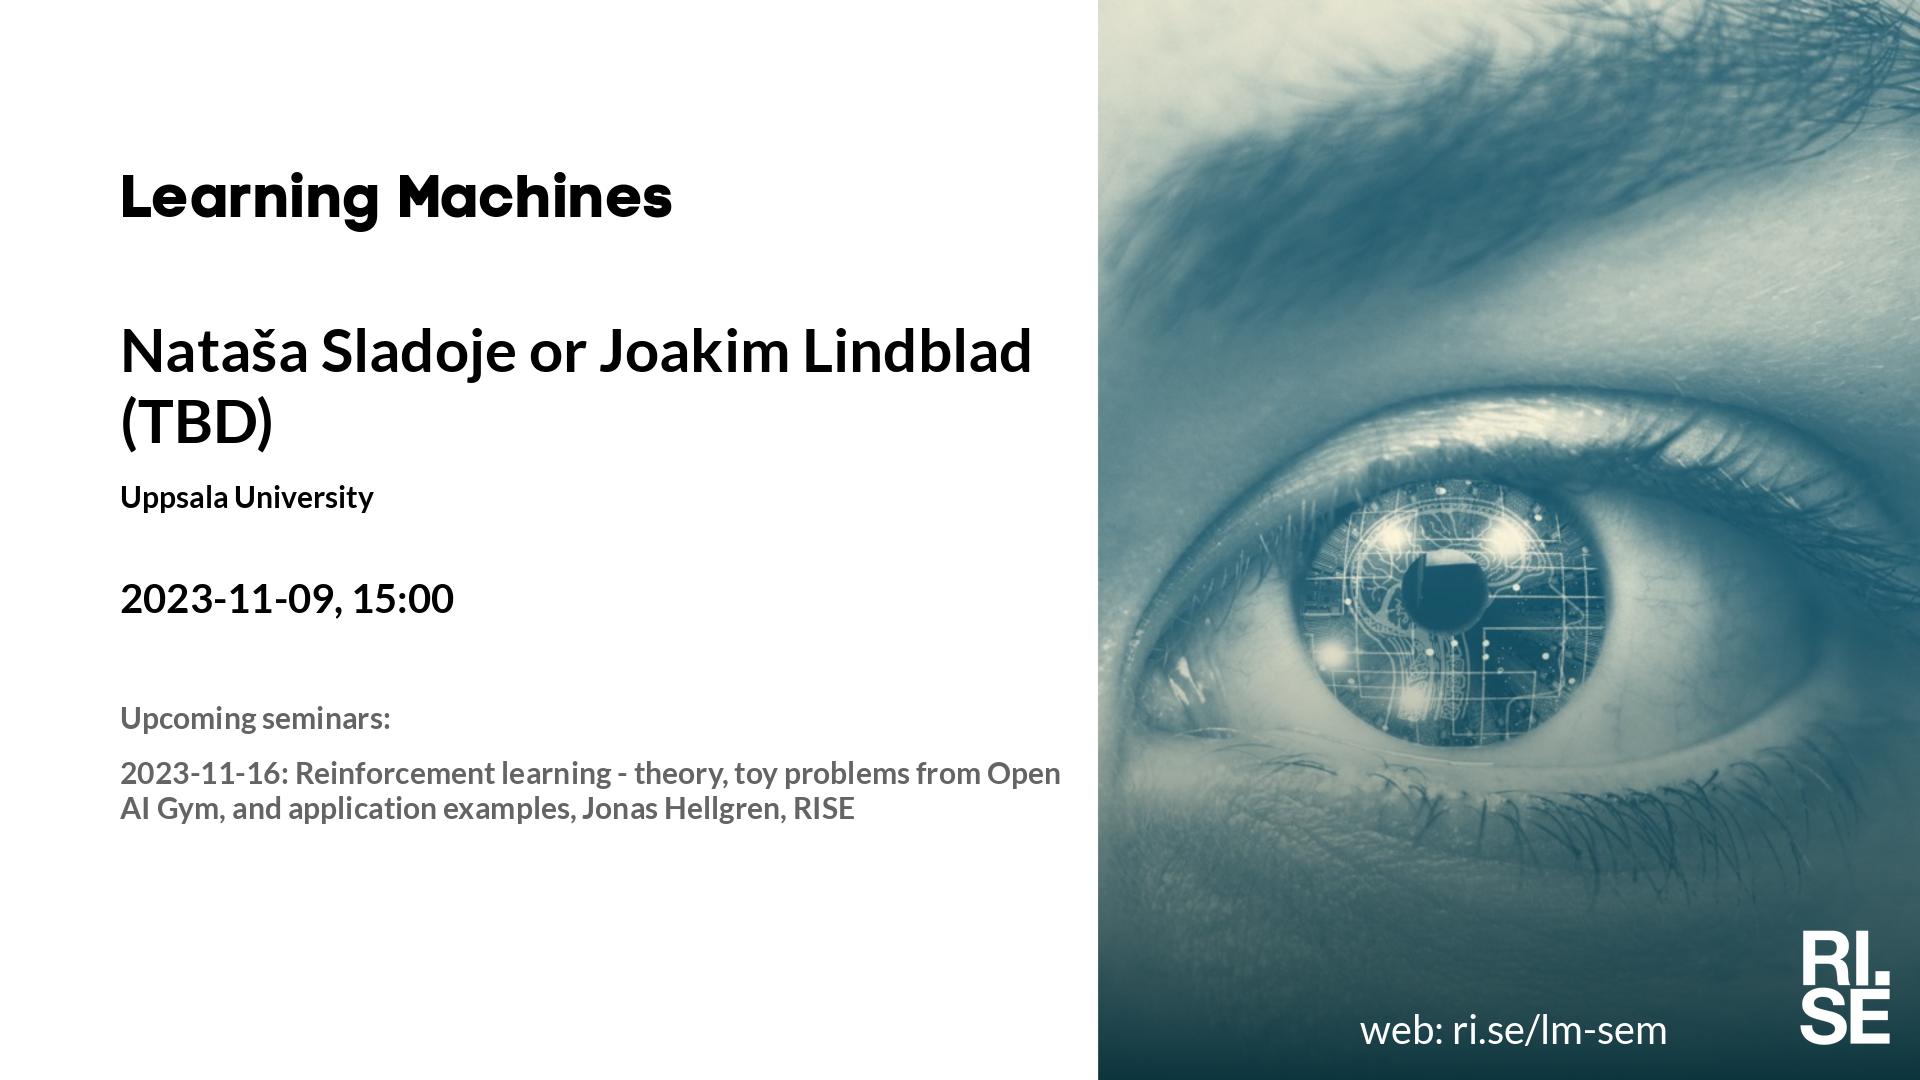 Learning Machines
Nataša Sladoje or Joakim Lindblad
(TBD)
Uppsala University
2023-11-09, 15:00
Upcoming seminars:
2023-11-16: Reinforcement learning - theory, toy problems from Open
AI Gym, and application examples, Jonas Hellgren, RISE
web: ri.se/lm-sem
RI.
SE